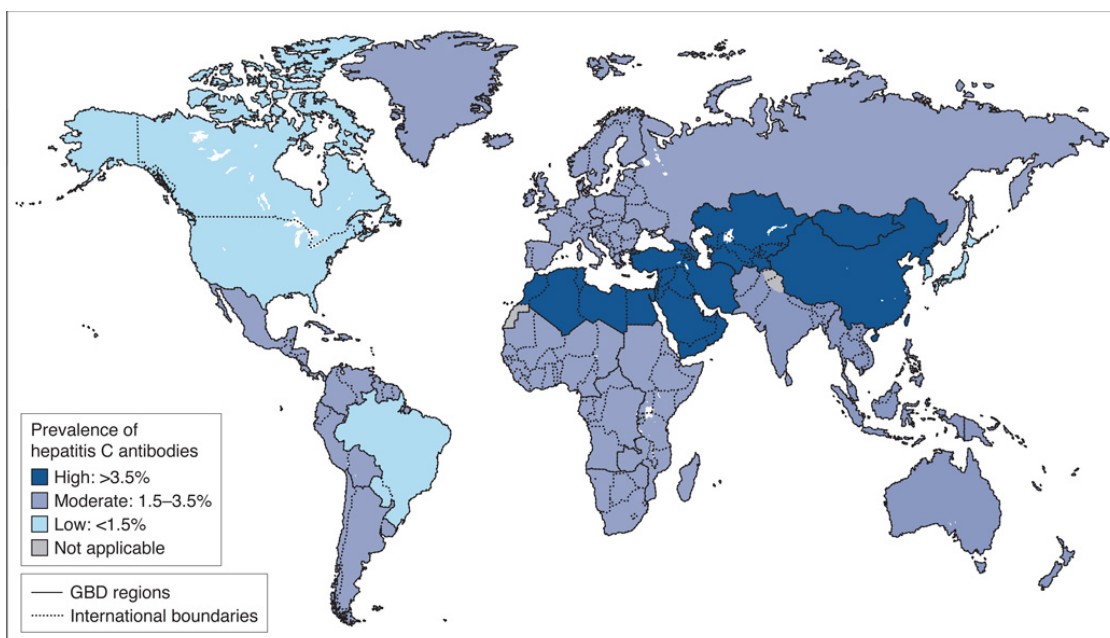 Prevalence of
hepatitis C antibodies
High: >3.5%
Moderate: 1.5–3.5%
Low: <1.5%
Not applicable
GBD regions
International boundaries